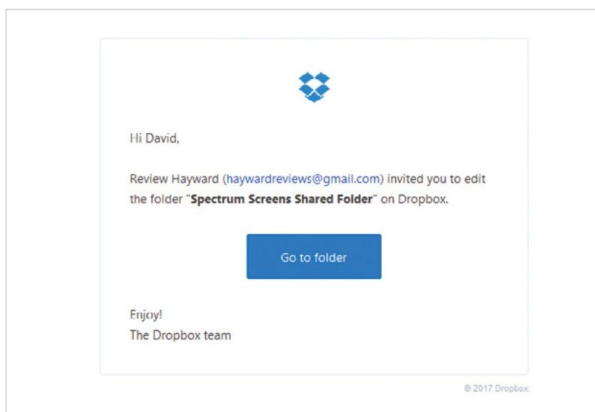 Hi David,
Review Hayward (haywardreviews@gmail.com) invited you to edit
the folder "Spectrum Screens Shared Folder" on Dropbox.
Go to folder
Enjoy!
The Dropbox team
© 2017 Dropbox